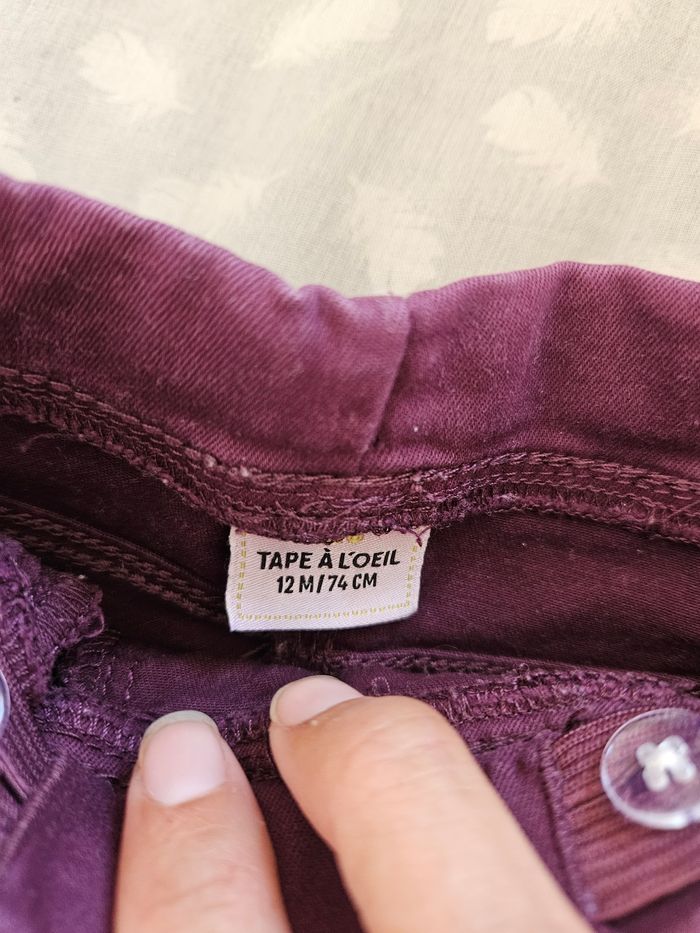 TAPE À L'OEIL
12 M/74 CM